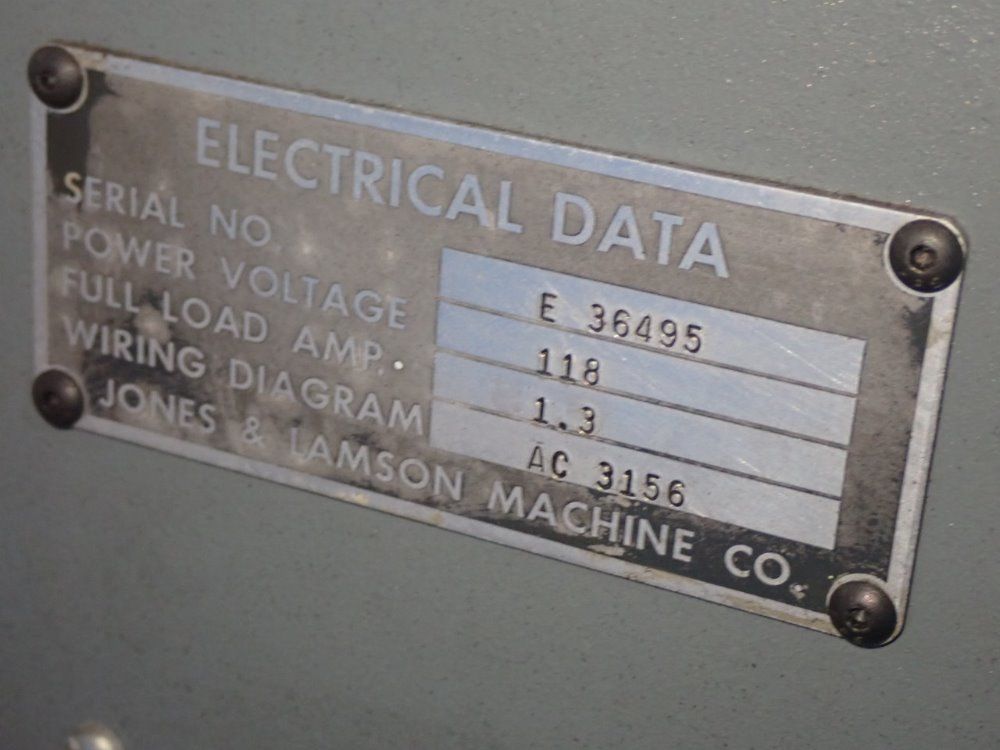 ELECTRICAL DATA
SERIAL NO. E 36495
POWER VOLTAGE 118
FULL LOAD AMP. 1.3
WIRING DIAGRAM AC 3156
JONES & LAMSON MACHINE CO.